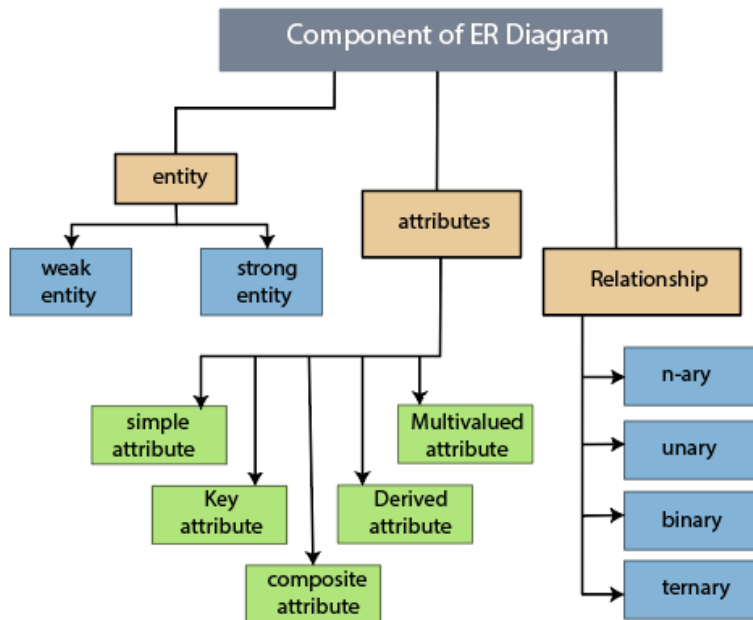 Component of ER Diagram
entity
attributes
weak
entity
strong
entity
Relationship
simple
attribute
Multivalued
attribute
Key
attribute
Derived
attribute
composite
attribute
n-ary
unary
binary
ternary